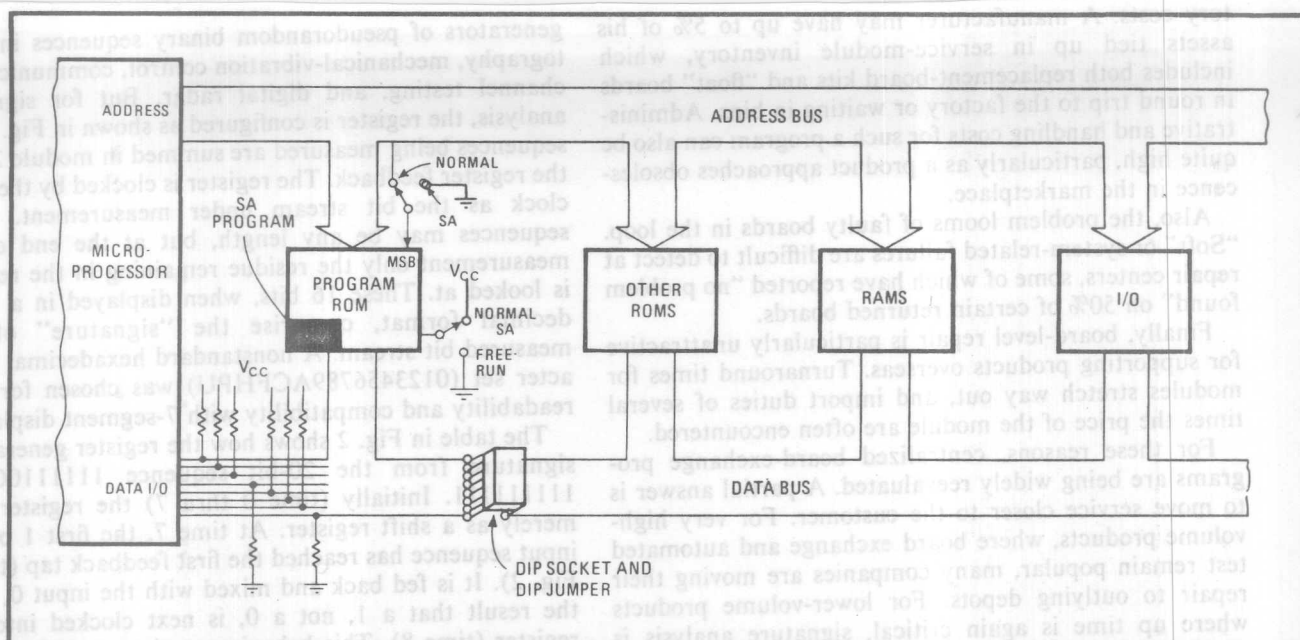 ADDRESS
ADDRESS BUS
NORMAL
SA
SA
PROGRAM
MICRO-
PROCESSOR
MSB
VCC
PROGRAM
ROM
NORMAL
SA
FREE-
RUN
OTHER
ROMS
RAMS
I/O
VCC
DATA I/O
DATA BUS
DIP SOCKET AND
DIP JUMPER
tory costs. A manufacturer may have up to 5% of his
assets tied up in service-module inventory, which
includes both replacement-board kits and "float" boards
in round trip to the factory or waiting in bins. Adminis-
trative and handling costs for such a program can also be
quite high, particularly as a product approaches obsoles-
cence in the marketplace.
Also, the problem looms of faulty boards in the loop.
"Soft" or system-related failures are difficult to detect at
repair centers, some of which have reported "no problem
found" on 50% of certain returned boards.
Finally, board-level repair is particularly unattractive
for supporting products overseas. Turnaround times for
modules stretch way out, and import duties of several
times the price of the module are often encountered.
For these reasons, centralized board-exchange pro-
grams are being widely reevaluated. A partial answer is
to move service closer to the customer. For very high-
volume products, where board exchange and automated
test remain popular, many companies are moving their
repair to outlying depots. For lower-volume products
where up time is again critical, signature analysis is
generators of pseudorandom binary sequences in
tography, mechanical-vibration control, communic
channel testing, and digital radar. But for sign
analysis, the register is configured as shown in Fig.
sequences being measured are summed in modulo
the register feedback. The register is clocked by the
clock as the bit stream under measurement.
sequences may be any length, but at the end
measurement only the residue remaining in the re
is looked at. These 16 bits, when displayed in a
decimal format, comprise the "signature" of
measured bit stream. A nonstandard hexadecimal
acter set (0123456789ACFHPU) was chosen for
readability and compatibility with 7-segment displ
The table in Fig. 2 shows how the register genera
signature from the 20-bit sequence
Initially the register
merely as a shift register. At time 7, the first 1 o
input sequence has reached the first feedback tap
It is fed back and mixed with the input 0,
the result that a 1, not a 0, is next clocked into
register (time 8).